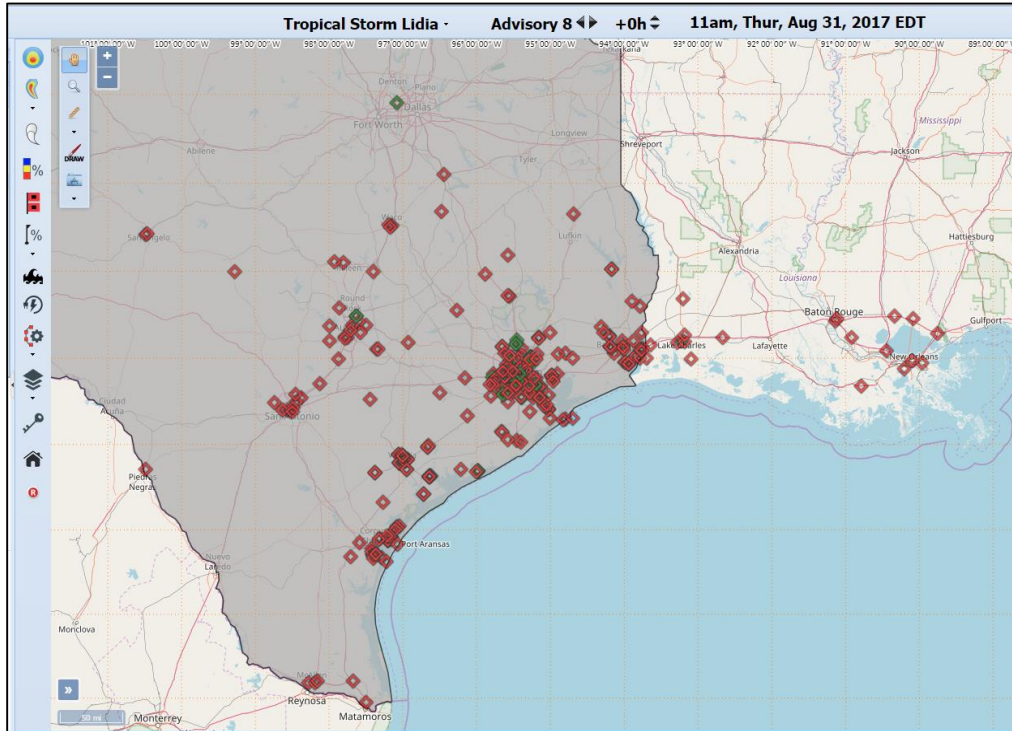 Tropical Storm Lidia - Advisory 8 +0h 11am, Thur, Aug 31, 2017 EDT
100°00'00" W 99°00'00" W 98°00'00" W 97°00'00" W 96°00'00" W 95°00'00" W 94°00'00" W 93°00'00" W 92°00'00" W 91°00'00" W 90°00'00" W 89°00'00" W
+
−
Denton
Plano
Dallas
Fort Worth
Mississippi
Longview
Abilene
Tyler
Shreveport
Jackson
DRAW
%
Waco
San Angelo
Lufkin
Hattiesburg
%
Alexandria
Louisiana
Round
Baton Rouge
Gulfport
Lake Charles
Lafayette
New Orleans
Ciudad
Acuña
San Antonio
Piedras
Negras
R
Port Aransas
Nuevo
Laredo
Monclova
»
Reynosa
50 mi
Monterrey
Matamoros